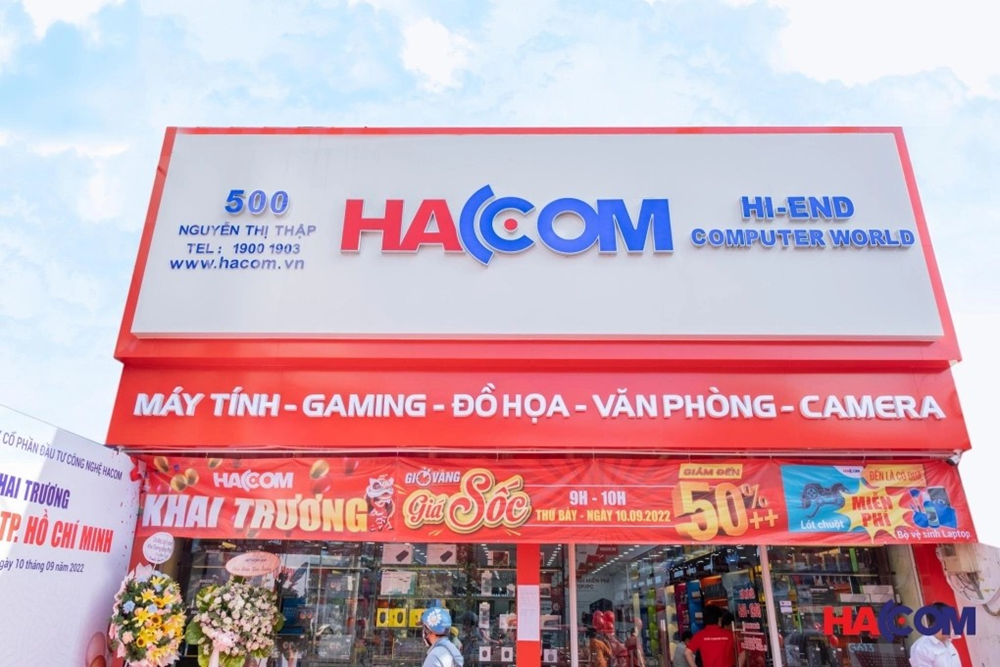 500
NGUYỄN THỊ THẬP
TEL : 1900 1903
www.hacom.vn
HACOM
HI-END
COMPUTER WORLD
MÁY TÍNH - GAMING - ĐỒ HỌA - VĂN PHÒNG - CAMERA
CỔ PHẦN ĐẦU TƯ CÔNG NGHỆ HACOM
HAI TRƯƠNG
TP. HỒ CHÍ MINH
gày 10 tháng 09 năm 2022
HACOM
KHAI TRƯƠNG
GIỜ VÀNG
Giá Sốc
9H - 10H
THỨ BẢY - NGÀY 10.09.2022
GIẢM ĐẾN
50%++
ĐẾN LÀ CÓ QUÀ
MIỄN PHÍ
Lót chuột
Bộ vệ sinh Laptop
HACOM